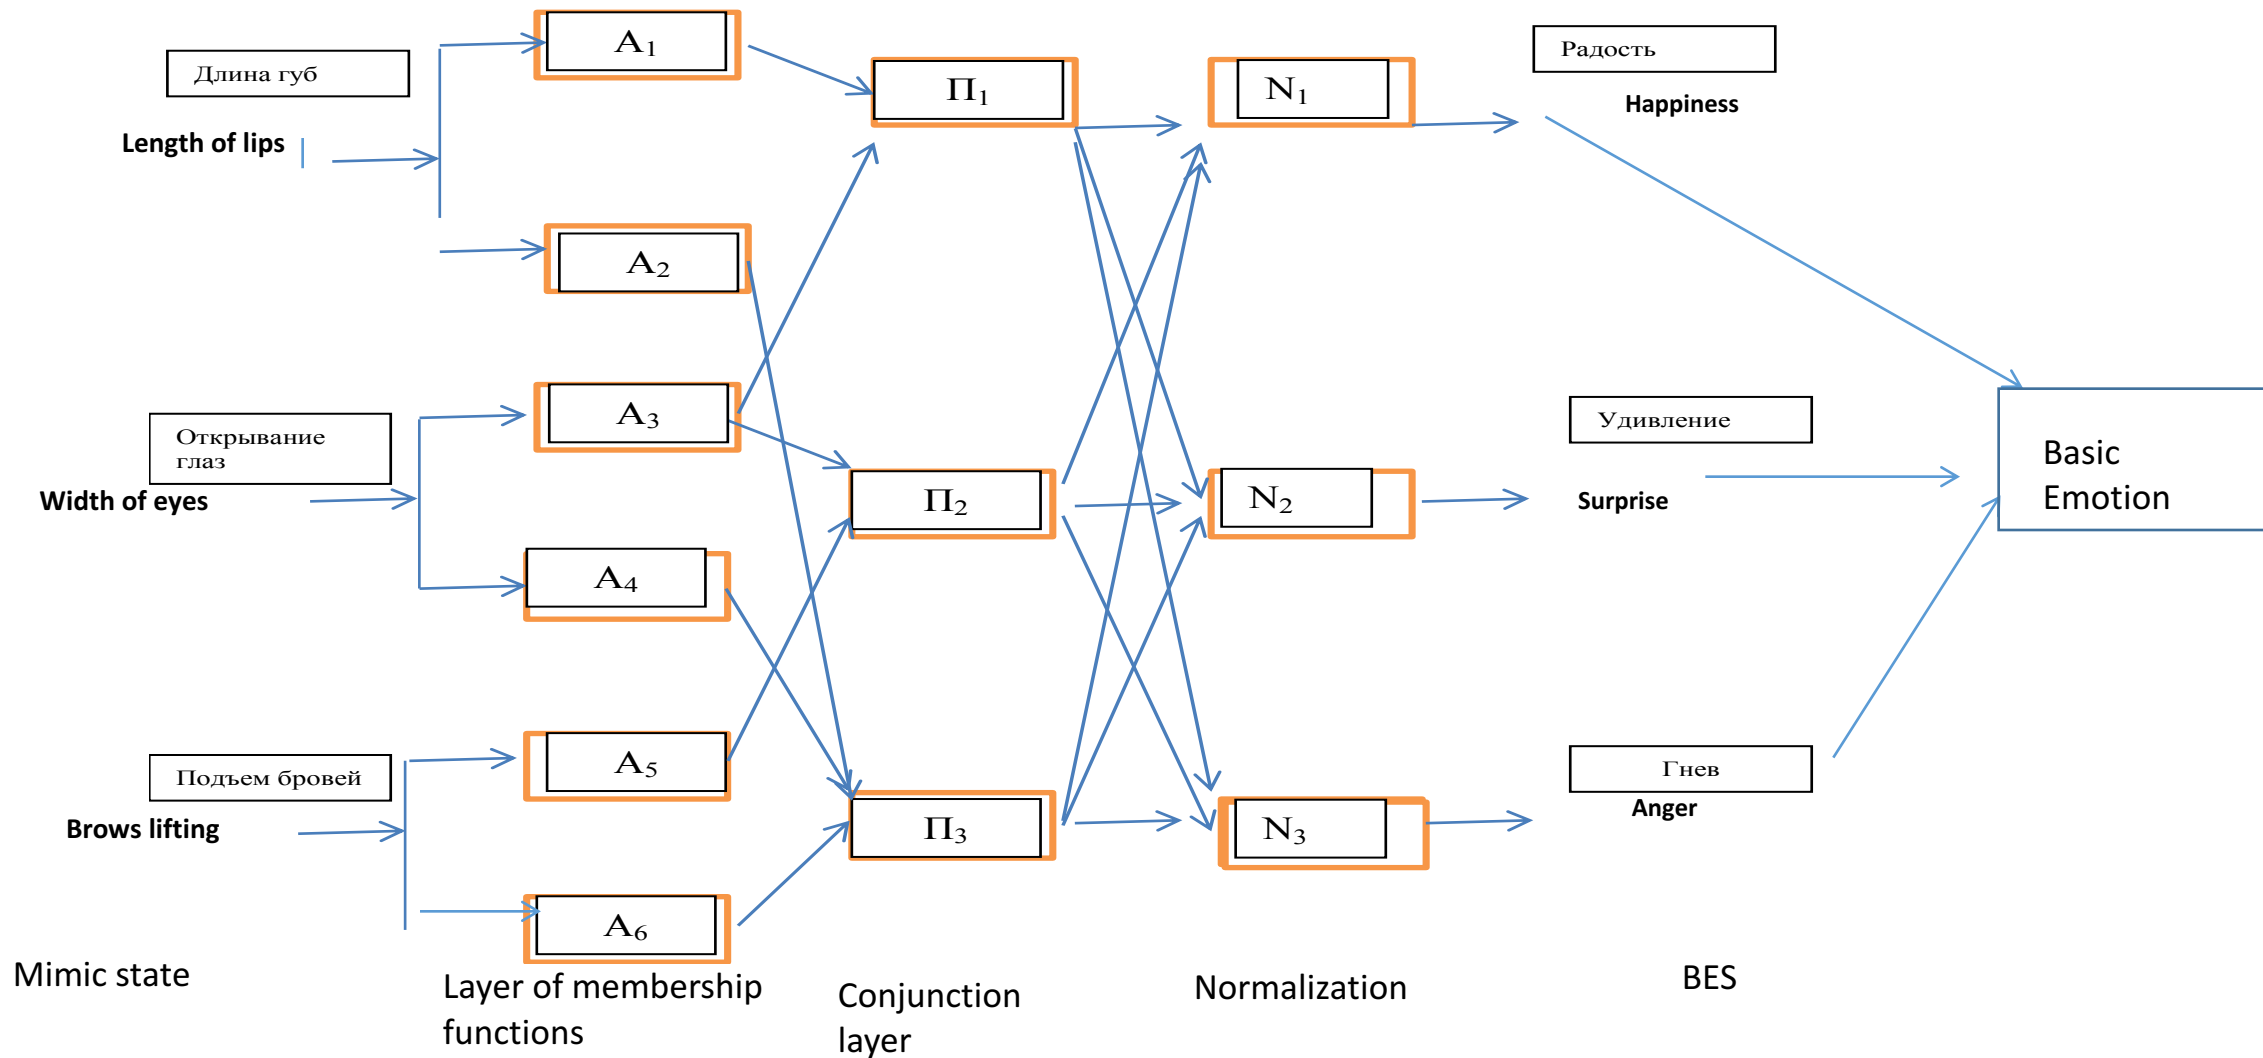 Длина губ
Length of lips
Открывание
глаз
Width of eyes
Подъем бровей
Brows lifting
Mimic state
A₁
A₂
A₃
A₄
A₅
A₆
Layer of membership
functions
П₁
П₂
П₃
Conjunction
layer
N₁
N₂
N₃
Normalization
Радость
Happiness
Удивление
Surprise
Гнев
Anger
BES
Basic
Emotion